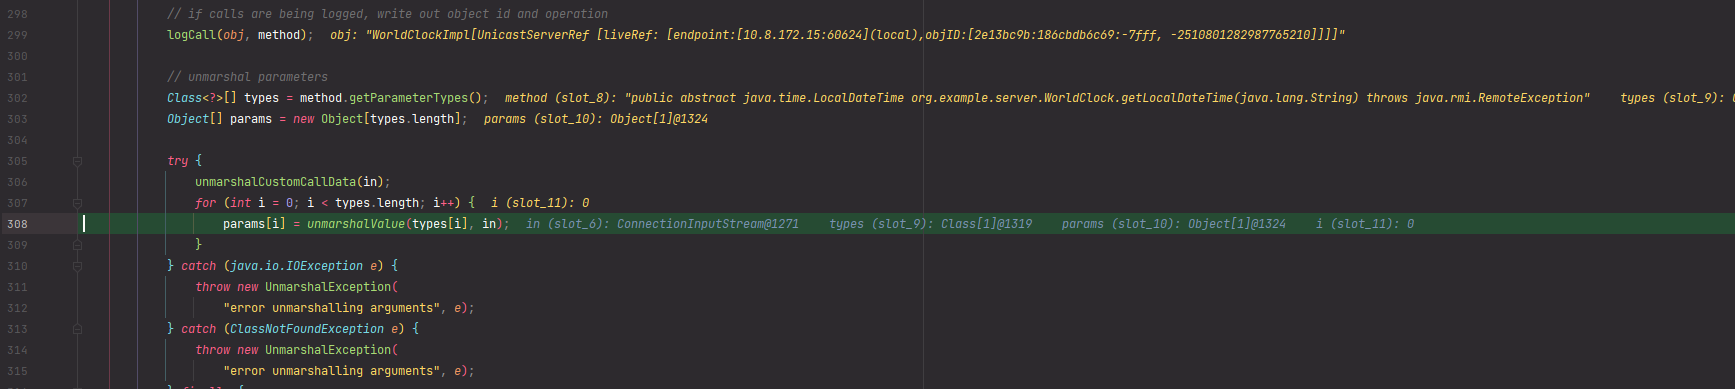 298 // if calls are being logged, write out object id and operation
299 logCall(obj, method); obj: "WorldClockImpl[UnicastServerRef [liveRef: [endpoint:[10.8.172.15:60624](local),objID:[2e13bc9b:186cbdb6c69:-7fff, -2510801282987765210]]]]"
300
301 // unmarshal parameters
302 Class<?>[] types = method.getParameterTypes(); method (slot_8): "public abstract java.time.LocalDateTime org.example.server.WorldClock.getLocalDateTime(java.lang.String) throws java.rmi.RemoteException" types (slot_9):
303 Object[] params = new Object[types.length]; params (slot_10): Object[1]@1324
304
305 try {
306 unmarshalCustomCallData(in);
307 for (int i = 0; i < types.length; i++) { i (slot_11): 0
308 params[i] = unmarshalValue(types[i], in); in (slot_6): ConnectionInputStream@1271 types (slot_9): Class[1]@1319 params (slot_10): Object[1]@1324 i (slot_11): 0
309 }
310 } catch (java.io.IOException e) {
311 throw new UnmarshalException(
312 "error unmarshalling arguments", e);
313 } catch (ClassNotFoundException e) {
314 throw new UnmarshalException(
315 "error unmarshalling arguments", e);